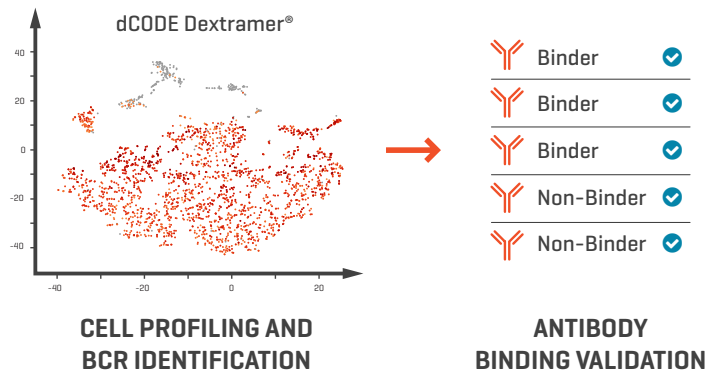 dCODE Dextramer®
40
20
0
-20
-40
-40
-20
0
20
Binder
Binder
Binder
Non-Binder
Non-Binder
CELL PROFILING AND
BCR IDENTIFICATION
ANTIBODY
BINDING VALIDATION